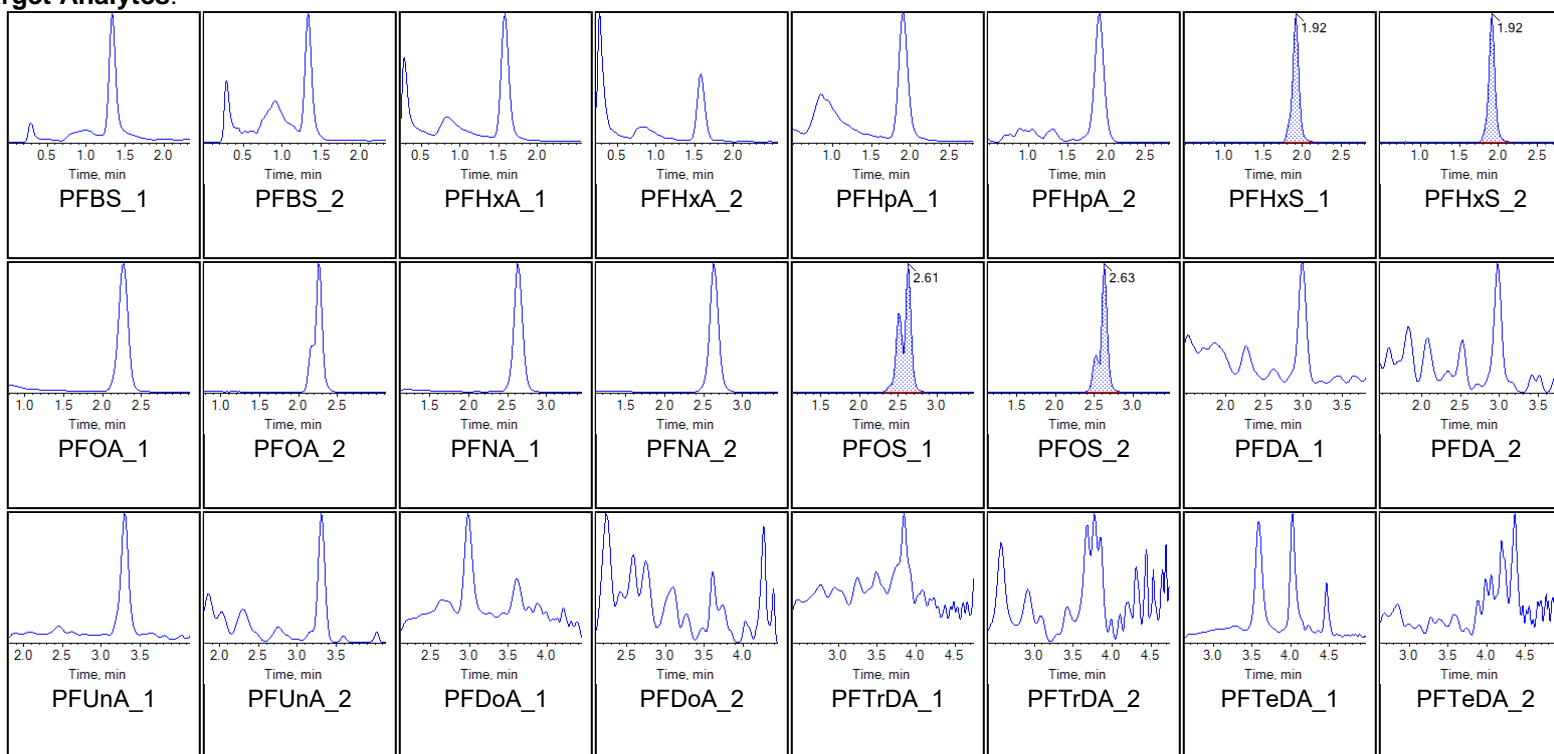 rget Analytes:
1.92 1.92
0.5 1.0 1.5 2.0 0.5 1.0 1.5 2.0 0.5 1.0 1.5 2.0 0.5 1.0 1.5 2.0 1.0 1.5 2.0 2.5 1.0 1.5 2.0 2.5 1.0 1.5 2.0 2.5 1.0 1.5 2.0 2.5
Time, min Time, min Time, min Time, min Time, min Time, min Time, min Time, min
PFBS_1 PFBS_2 PFHxA_1 PFHxA_2 PFHpA_1 PFHpA_2 PFHxS_1 PFHxS_2
2.61 2.63
1.0 1.5 2.0 2.5 1.0 1.5 2.0 2.5 1.5 2.0 2.5 3.0 1.5 2.0 2.5 3.0 1.5 2.0 2.5 3.0 1.5 2.0 2.5 3.0 2.0 2.5 3.0 3.5 2.0 2.5 3.0 3.5
Time, min Time, min Time, min Time, min Time, min Time, min Time, min Time, min
PFOA_1 PFOA_2 PFNA_1 PFNA_2 PFOS_1 PFOS_2 PFDA_1 PFDA_2
2.0 2.5 3.0 3.5 2.0 2.5 3.0 3.5 2.5 3.0 3.5 4.0 2.5 3.0 3.5 4.0 3.0 3.5 4.0 4.5 3.0 3.5 4.0 4.5 3.0 3.5 4.0 4.5 3.0 3.5 4.0 4.5
Time, min Time, min Time, min Time, min Time, min Time, min Time, min Time, min
PFUnA_1 PFUnA_2 PFDoA_1 PFDoA_2 PFTrDA_1 PFTrDA_2 PFTeDA_1 PFTeDA_2